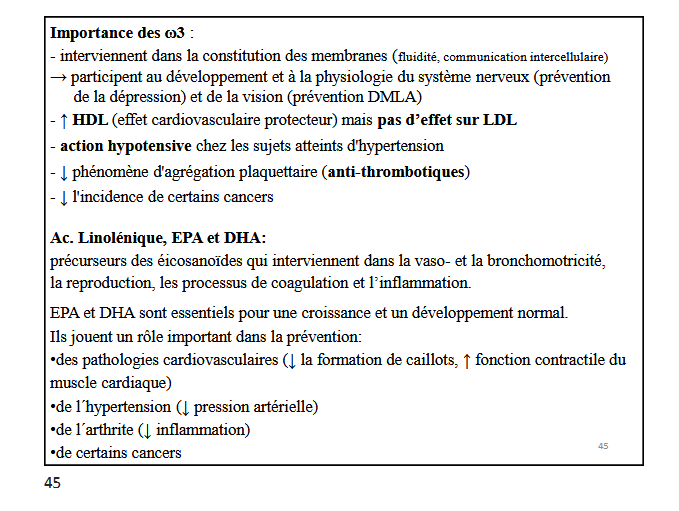 Importance des ω3 :
- interviennent dans la constitution des membranes (fluidité, communication intercellulaire)
→ participent au développement et à la physiologie du système nerveux (prévention
de la dépression) et de la vision (prévention DMLA)
- ↑ HDL (effet cardiovasculaire protecteur) mais pas d’effet sur LDL
- action hypotensive chez les sujets atteints d'hypertension
- ↓ phénomène d'agrégation plaquettaire (anti-thrombotiques)
- ↓ l'incidence de certains cancers
Ac. Linolénique, EPA et DHA:
précurseurs des éicosanoïdes qui interviennent dans la vaso- et la bronchomotricité,
la reproduction, les processus de coagulation et l’inflammation.
EPA et DHA sont essentiels pour une croissance et un développement normal.
Ils jouent un rôle important dans la prévention:
•des pathologies cardiovasculaires (↓ la formation de caillots, ↑ fonction contractile du
muscle cardiaque)
•de l´hypertension (↓ pression artérielle)
•de l´arthrite (↓ inflammation)
•de certains cancers
45
45